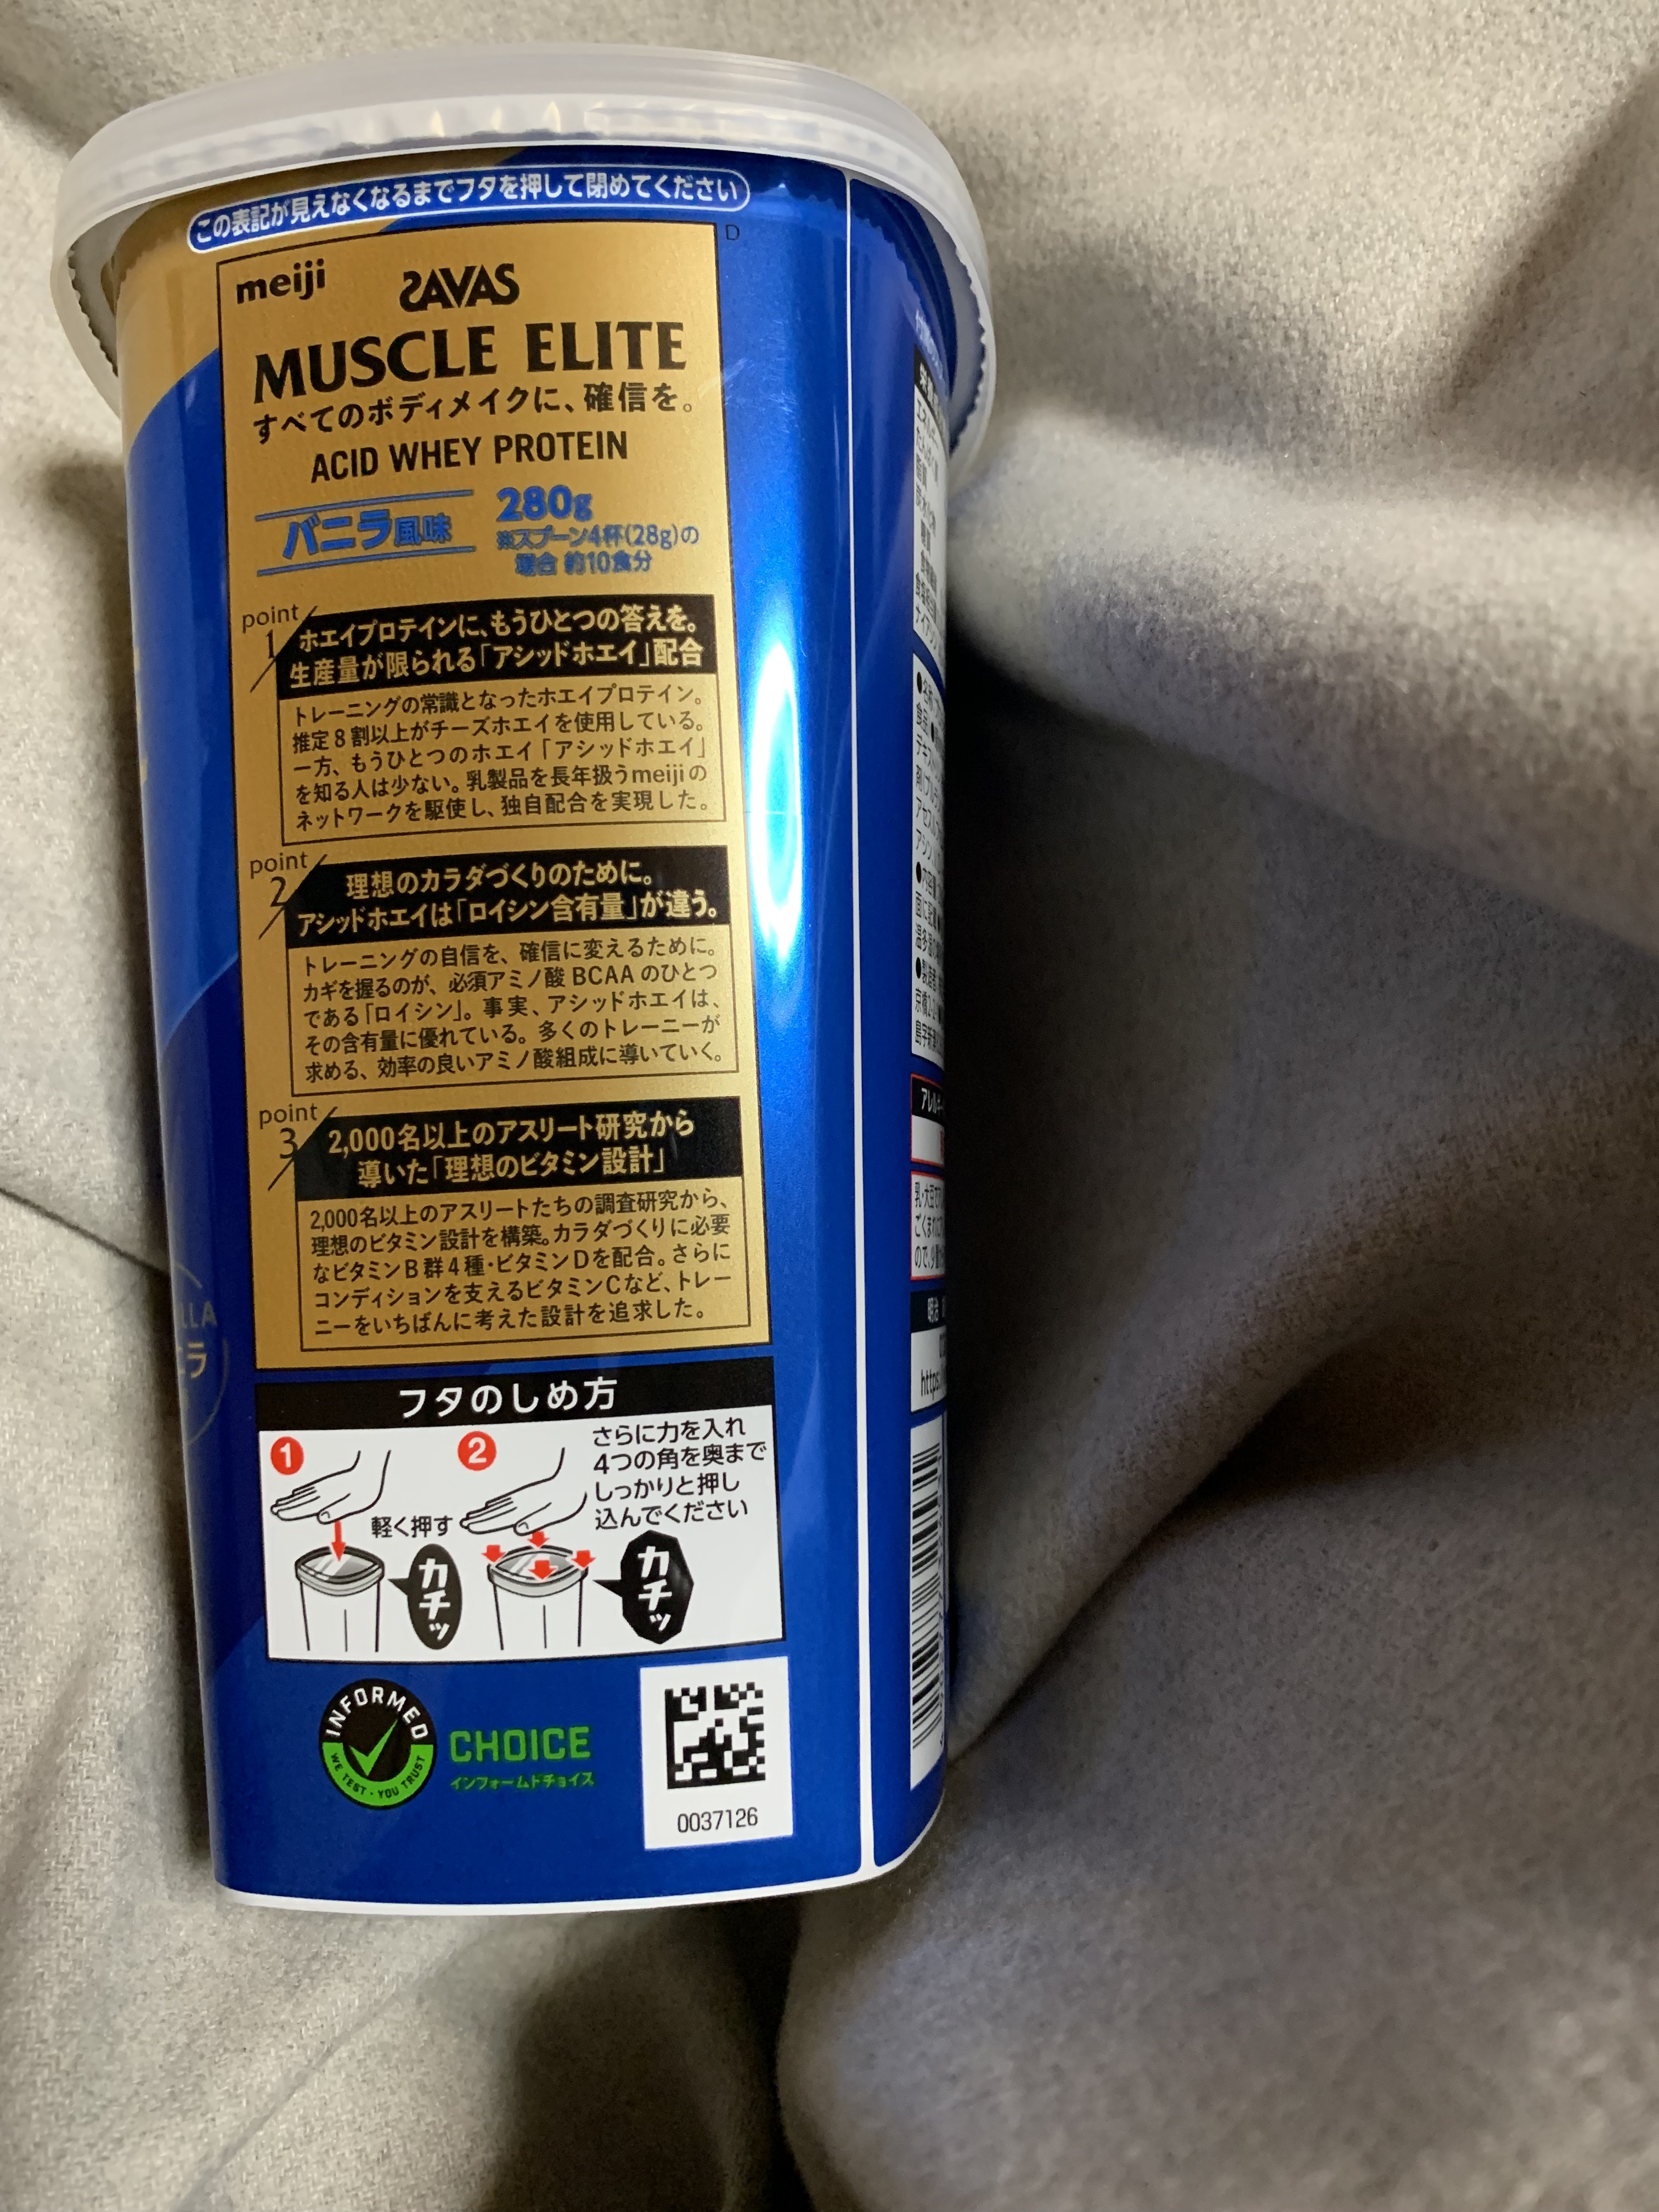 この表記が見えなくなるまでフタを押して閉めてください
D
meiji SAVAS
MUSCLE ELITE
すべてのボディメイクに、確信を。
ACID WHEY PROTEIN
バニラ風味
280g
※スプーン4杯(28g)の
場合 約10食分
point
1
ホエイプロテインに、もうひとつの答えを。
生産量が限られる「アシッドホエイ」配合
トレーニングの常識となったホエイプロテイン。
推定8割以上がチーズホエイを使用している。
一方、もうひとつのホエイ「アシッドホエイ」
を知る人は少ない。乳製品を長年扱うmeijiの
ネットワークを駆使し、独自配合を実現した。
point
2
理想のカラダづくりのために。
アシッドホエイは「ロイシン含有量」が違う。
トレーニングの自信を、確信に変えるために。
カギを握るのが、必須アミノ酸BCAAのひとつ
である「ロイシン」。事実、アシッドホエイは、
その含有量に優れている。多くのトレーニーが
求める、効率の良いアミノ酸組成に導いていく。
point
3
2,000名以上のアスリート研究から
導いた「理想のビタミン設計」
2,000名以上のアスリートたちの調査研究から、
理想のビタミン設計を構築。カラダづくりに必要
なビタミンB群4種・ビタミンDを配合。さらに
コンディションを支えるビタミンCなど、トレー
ニーをいちばんに考えた設計を追求した。
フタのしめ方
1
軽く押す
カチッ
2
さらに力を入れ
4つの角を奥まで
しっかりと押し
込んでください
カチッ
INFORMED
WE TEST・YOU TRUST
CHOICE
インフォームドチョイス
0037126
LLA
ラ
https: